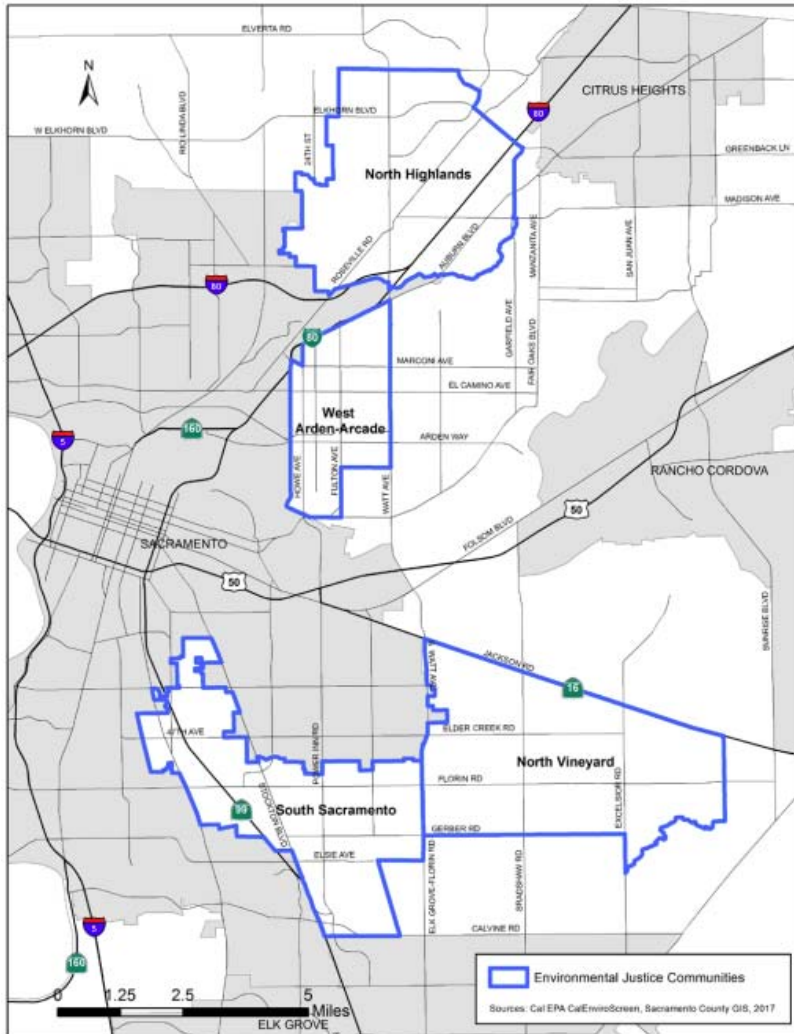 ELVERTA RD
N
CITRUS HEIGHTS
80
ELKHORN BLVD
W ELKHORN BLVD
RIO LINDA BLVD
24TH ST
GREENBACK LN
North Highlands
MADISON AVE
ROSEVILLE RD
AUBURN BLVD
MANZANITA AVE
SAN JUAN AVE
80
80
GARFIELD AVE
FAIR OAKS BLVD
MARCONI AVE
EL CAMINO AVE
West
Arden-Arcade
160
5
ARDEN WAY
HOWE AVE
FULTON AVE
WATT AVE
RANCHO CORDOVA
50
FOLSOM BLVD
SACRAMENTO
50
SUNRISE BLVD
JACKSON RD
S WATT AVE
16
47TH AVE
ELDER CREEK RD
POWER INN RD
North Vineyard
FLORIN RD
EXCELSIOR RD
99
STOCKTON BLVD
South Sacramento
GERBER RD
ELSIE AVE
ELK GROVE-FLORIN RD
BRADSHAW RD
CALVINE RD
5
160
Environmental Justice Communities
Sources: Cal EPA CalEnviroScreen, Sacramento County GIS, 2017
0 1.25 2.5 5
Miles
ELK GROVE